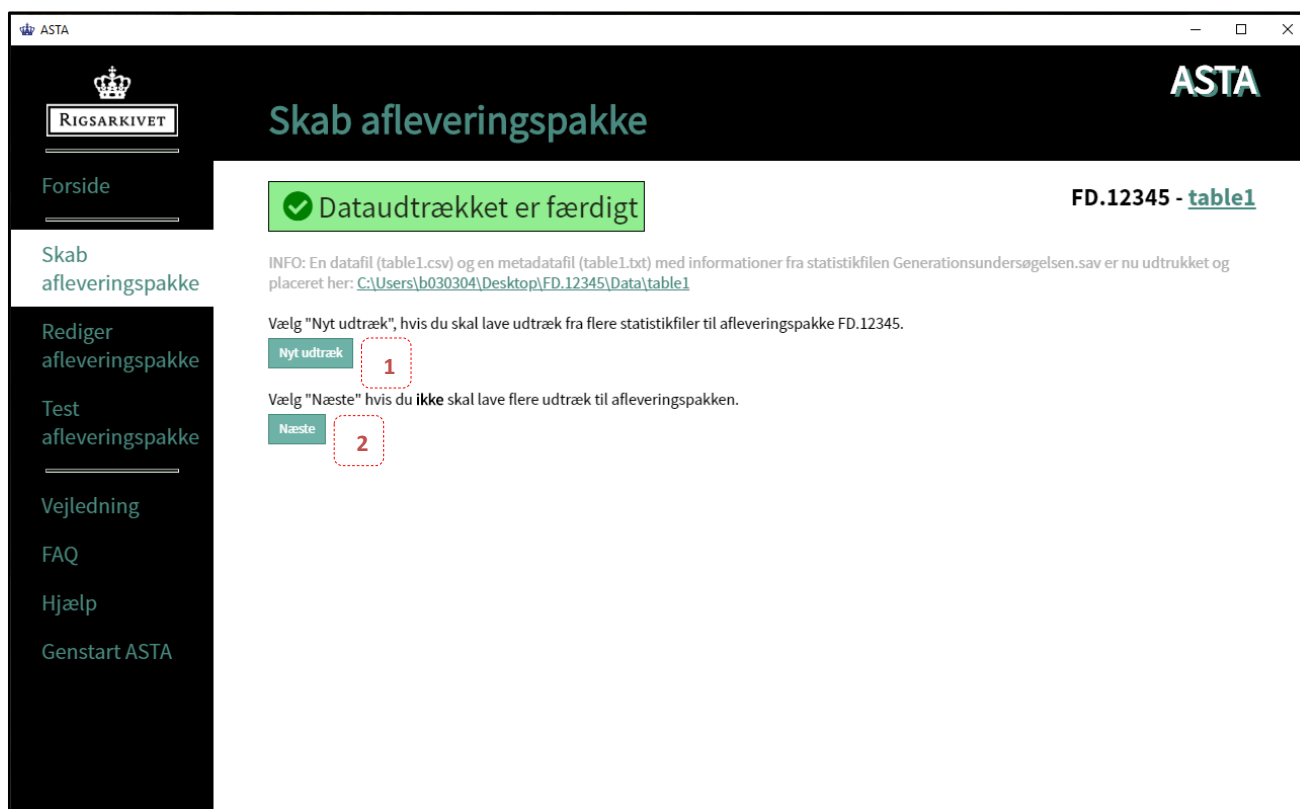 ASTA
RIGSARKIVET
Skab afleveringspakke
ASTA
Forside
Skab
afleveringspakke
Rediger
afleveringspakke
Test
afleveringspakke
Vejledning
FAQ
Hjælp
Genstart ASTA
Dataudtrækket er færdigt
FD.12345 - table1
INFO: En datafil (table1.csv) og en metadatafil (table1.txt) med informationer fra statistikfilen Generationsundersøgelsen.sav er nu udtrukket og
placeret her: C:\Users\b030304\Desktop\FD.12345\Data\table1
Vælg "Nyt udtræk", hvis du skal lave udtræk fra flere statistikfiler til afleveringspakke FD.12345.
Nyt udtræk
1
Vælg "Næste" hvis du ikke skal lave flere udtræk til afleveringspakken.
Næste
2